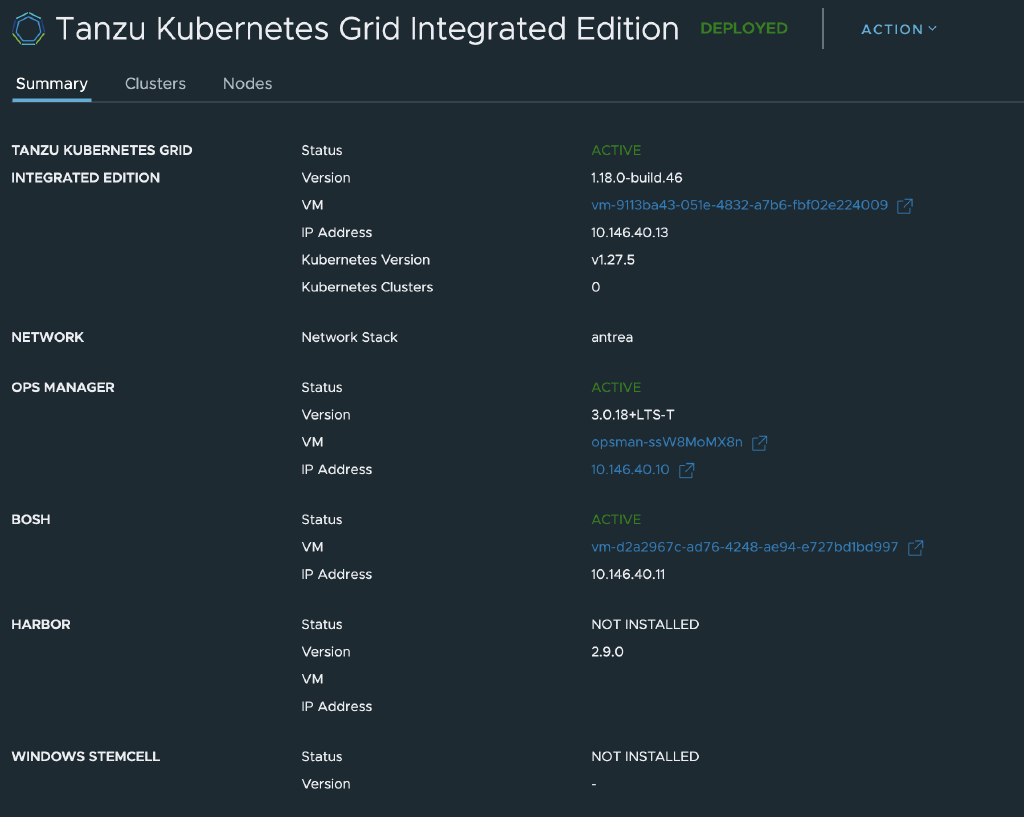 Tanzu Kubernetes Grid Integrated Edition DEPLOYED ACTION
Summary Clusters Nodes
TANZU KUBERNETES GRID Status ACTIVE
INTEGRATED EDITION Version 1.18.0-build.46
VM vm-9113ba43-051e-4832-a7b6-fbf02e224009
IP Address 10.146.40.13
Kubernetes Version v1.27.5
Kubernetes Clusters 0
NETWORK Network Stack antrea
OPS MANAGER Status ACTIVE
Version 3.0.18+LTS-T
VM opsman-ssW8MoMX8n
IP Address 10.146.40.10
BOSH Status ACTIVE
VM vm-d2a2967c-ad76-4248-ae94-e727bd1bd997
IP Address 10.146.40.11
HARBOR Status NOT INSTALLED
Version 2.9.0
VM
IP Address
WINDOWS STEMCELL Status NOT INSTALLED
Version -